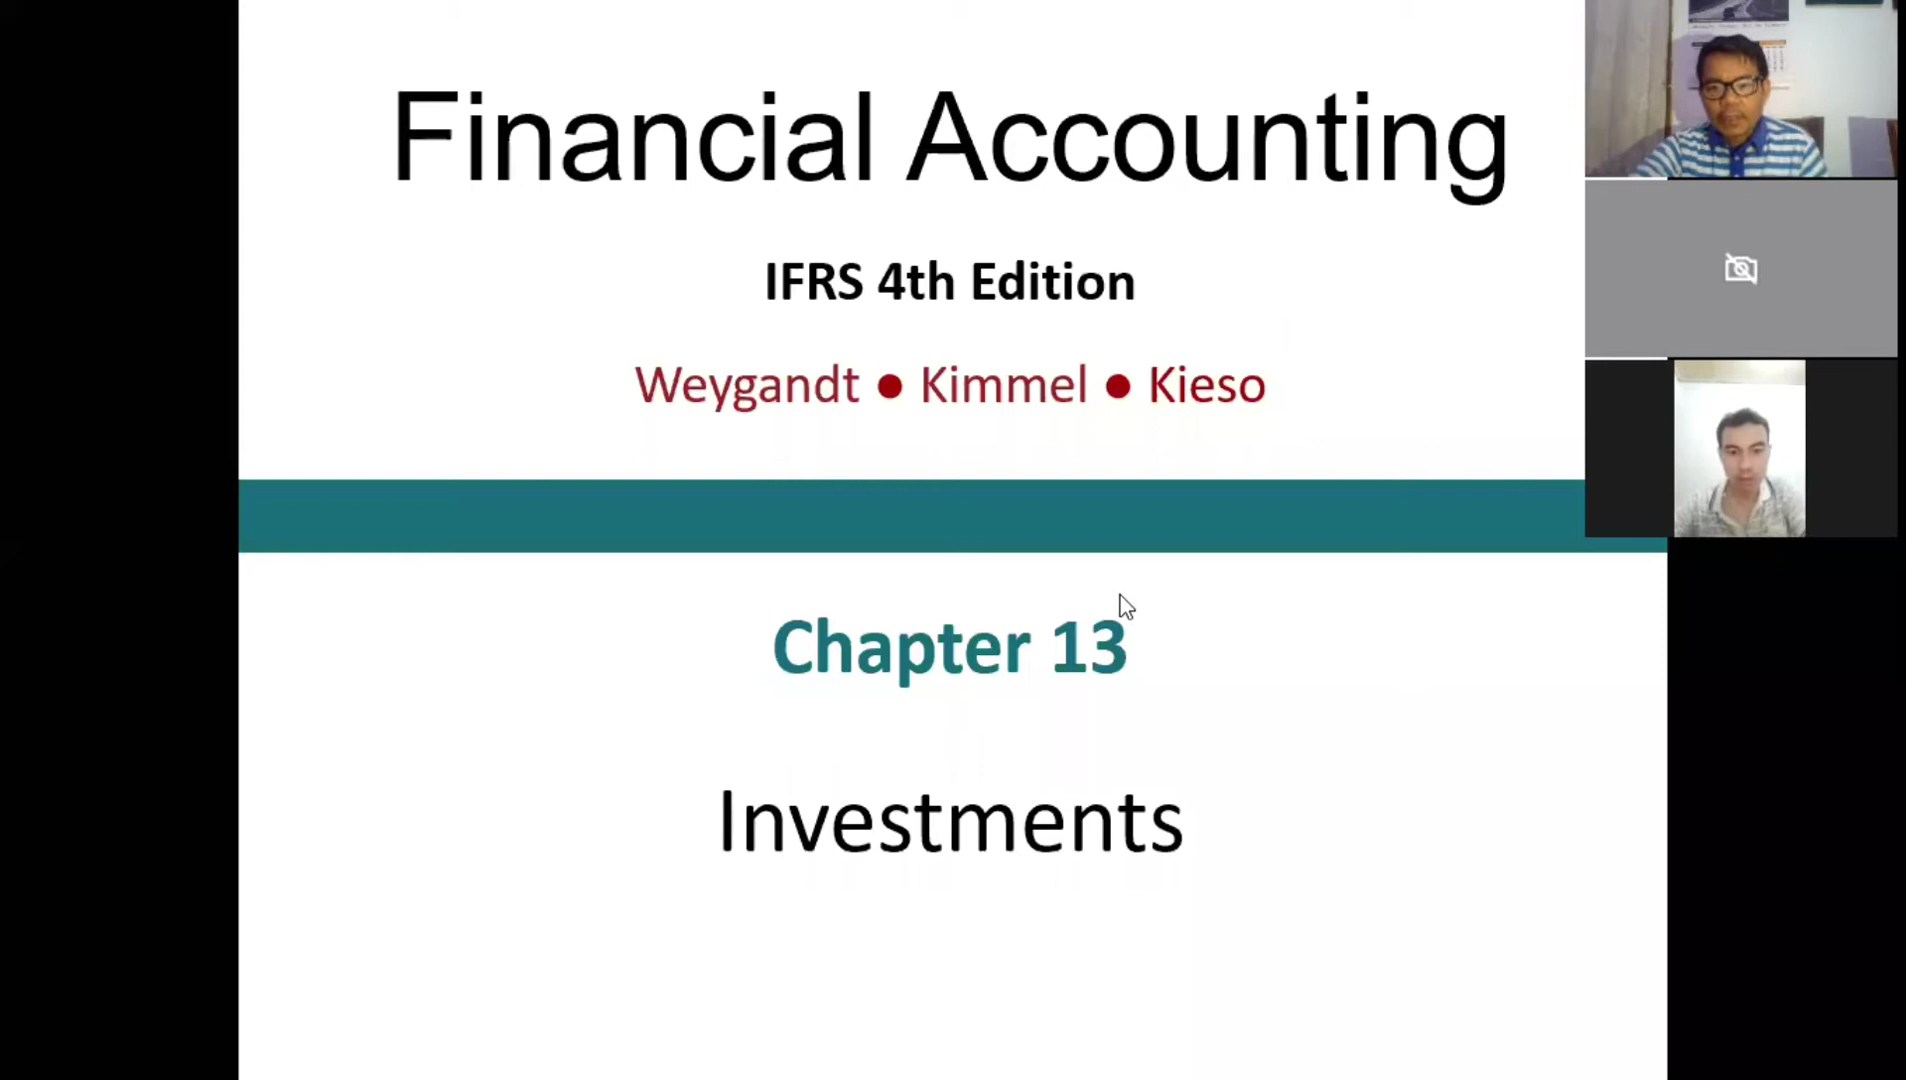 Financial Accounting
IFRS 4th Edition
Weygandt ● Kimmel ● Kieso
Chapter 13
Investments